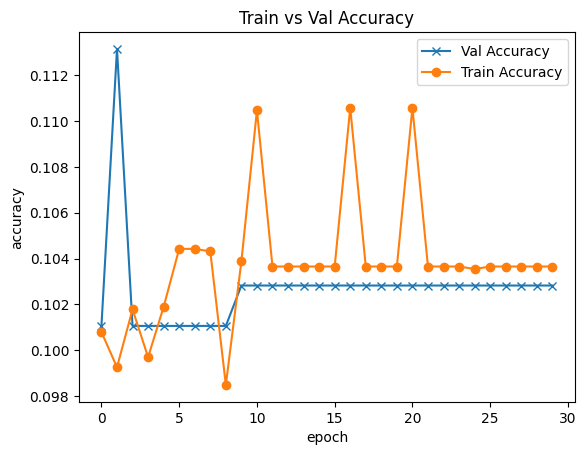 Train vs Val Accuracy
Val Accuracy
Train Accuracy
0.112
0.110
0.108
0.106
0.104
0.102
0.100
0.098
accuracy
0 5 10 15 20 25 30
epoch